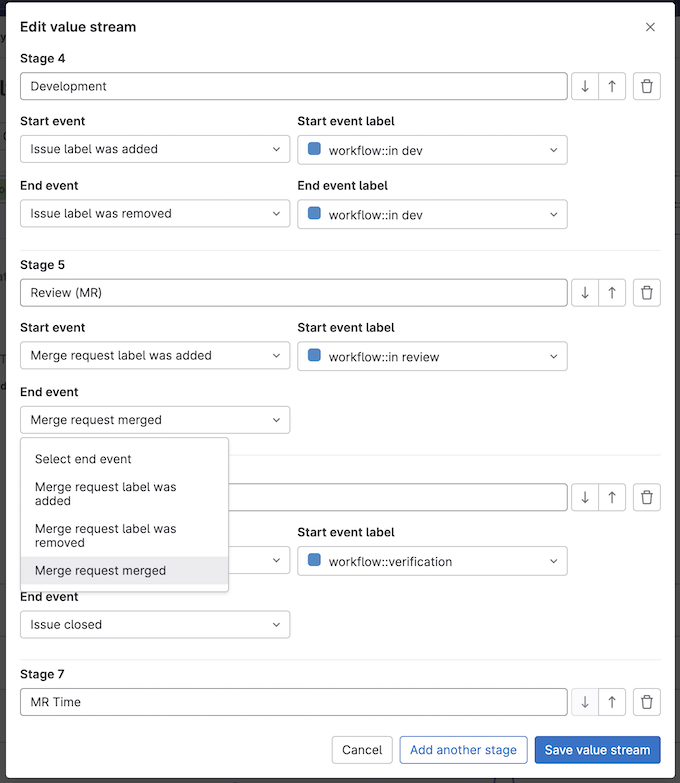 Edit value stream
Stage 4
Development
Start event
Start event label
Issue label was added
workflow::in dev
End event
End event label
Issue label was removed
workflow::in dev
Stage 5
Review (MR)
Start event
Start event label
Merge request label was added
workflow::in review
End event
Merge request merged
Select end event
Merge request label was
added
Merge request label was
removed
Merge request merged
Start event label
workflow::verification
End event
Issue closed
Stage 7
MR Time
Cancel
Add another stage
Save value stream